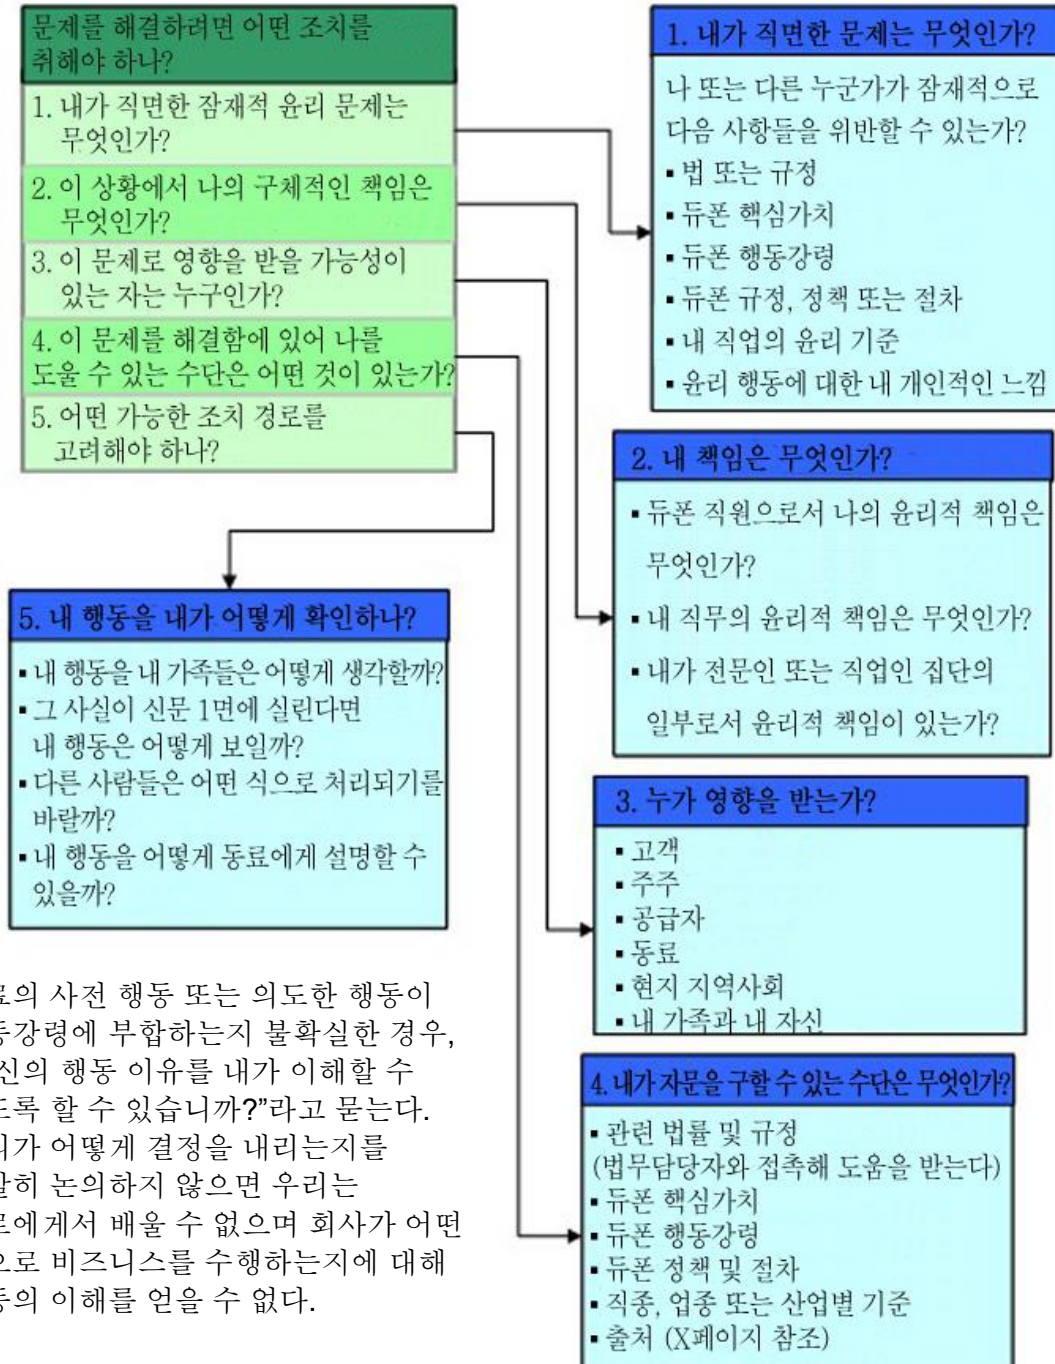 문제를 해결하려면 어떤 조치를
취해야 하나?
1. 내가 직면한 잠재적 윤리 문제는
무엇인가?
2. 이 상황에서 나의 구체적인 책임은
무엇인가?
3. 이 문제로 영향을 받을 가능성이
있는 자는 누구인가?
4. 이 문제를 해결함에 있어 나를
도울 수 있는 수단은 어떤 것이 있는가?
5. 어떤 가능한 조치 경로를
고려해야 하나?
1. 내가 직면한 문제는 무엇인가?
나 또는 다른 누군가가 잠재적으로
다음 사항들을 위반할 수 있는가?
▪ 법 또는 규정
▪ 듀폰 핵심가치
▪ 듀폰 행동강령
▪ 듀폰 규정, 정책 또는 절차
▪ 내 직업의 윤리 기준
▪ 윤리 행동에 대한 내 개인적인 느낌
2. 내 책임은 무엇인가?
▪ 듀폰 직원으로서 나의 윤리적 책임은
무엇인가?
▪ 내 직무의 윤리적 책임은 무엇인가?
▪ 내가 전문인 또는 직업인 집단의
일부로서 윤리적 책임이 있는가?
3. 누가 영향을 받는가?
▪ 고객
▪ 주주
▪ 공급자
▪ 동료
▪ 현지 지역사회
▪ 내 가족과 내 자신
4. 내가 자문을 구할 수 있는 수단은 무엇인가?
▪ 관련 법률 및 규정
(법무담당자와 접촉해 도움을 받는다)
▪ 듀폰 핵심가치
▪ 듀폰 행동강령
▪ 듀폰 정책 및 절차
▪ 직종, 업종 또는 산업별 기준
▪ 출처 (X페이지 참조)
5. 내 행동을 내가 어떻게 확인하나?
▪ 내 행동을 내 가족들은 어떻게 생각할까?
▪ 그 사실이 신문 1면에 실린다면
내 행동은 어떻게 보일까?
▪ 다른 사람들은 어떤 식으로 처리되기를
바랄까?
▪ 내 행동을 어떻게 동료에게 설명할 수
있을까?
사전 행동 또는 의도한 행동이
부합하는지 불확실한 경우,
행동 이유를 내가 이해할 수
할 수 있습니까?”라고 묻는다.
어떻게 결정을 내리는지를
논의하지 않으면 우리는
배울 수 없으며 회사가 어떤
비즈니스를 수행하는지에 대해
이해를 얻을 수 없다.